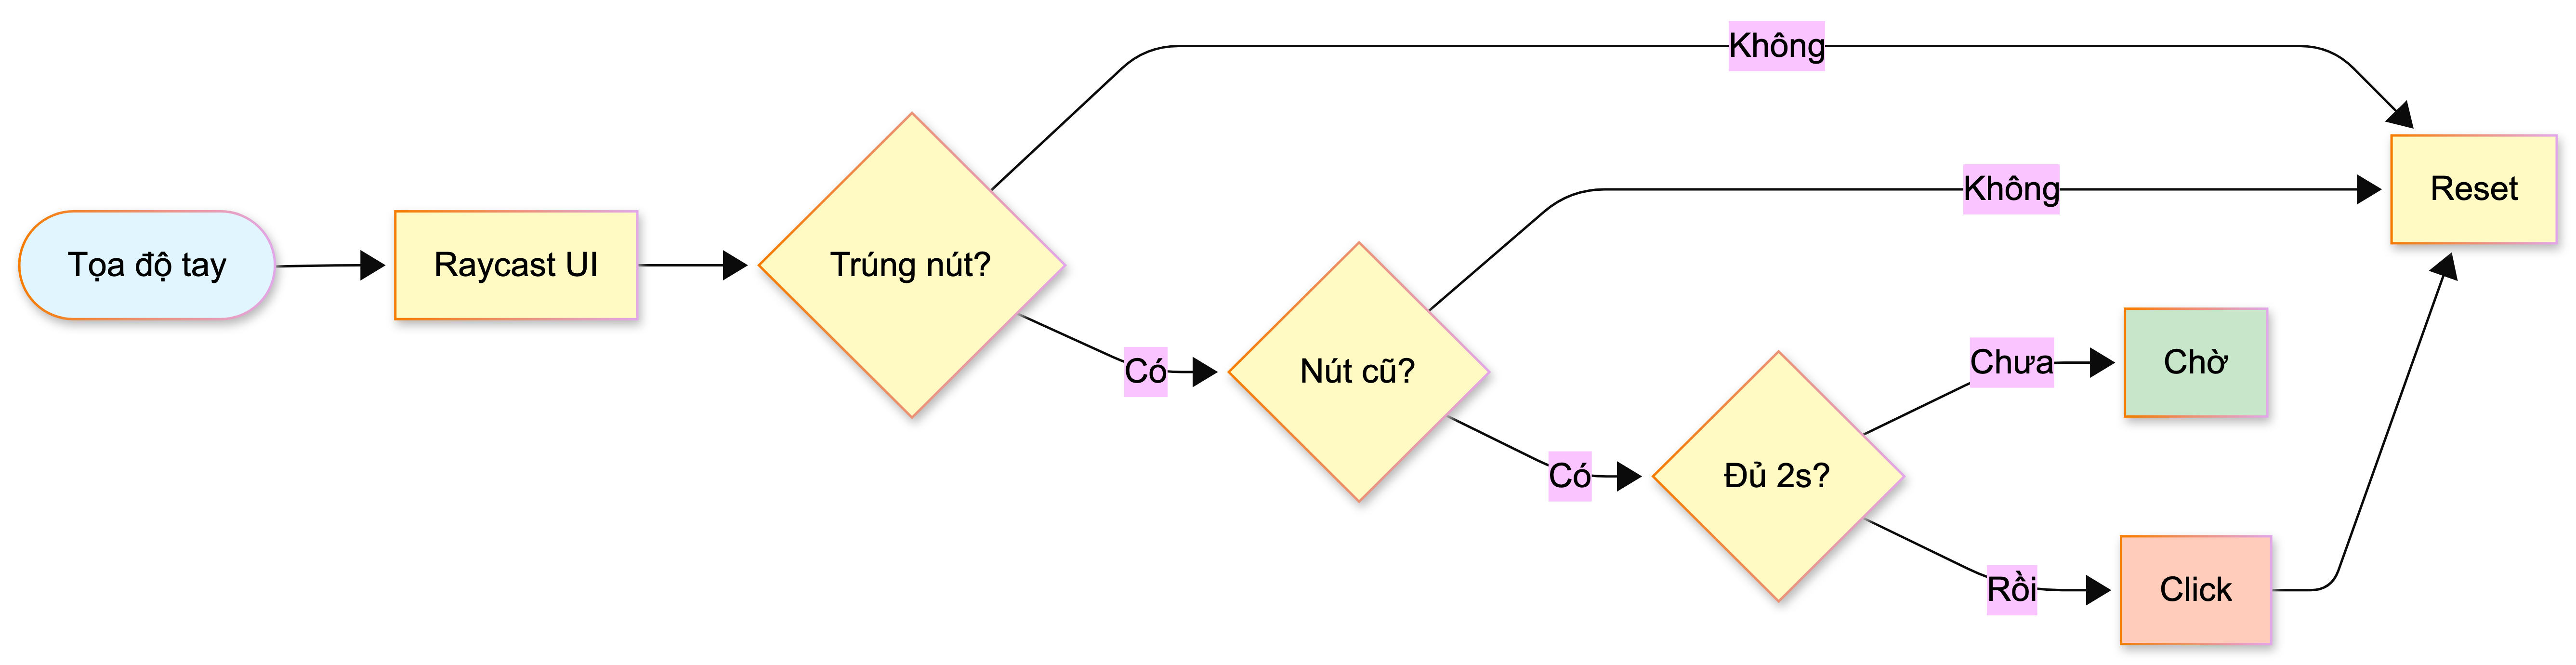 Không
Không
Reset
Tọa độ tay
Raycast UI
Trúng nút?
Có
Nút cũ?
Chưa
Chờ
Có
Đủ 2s?
Rồi
Click